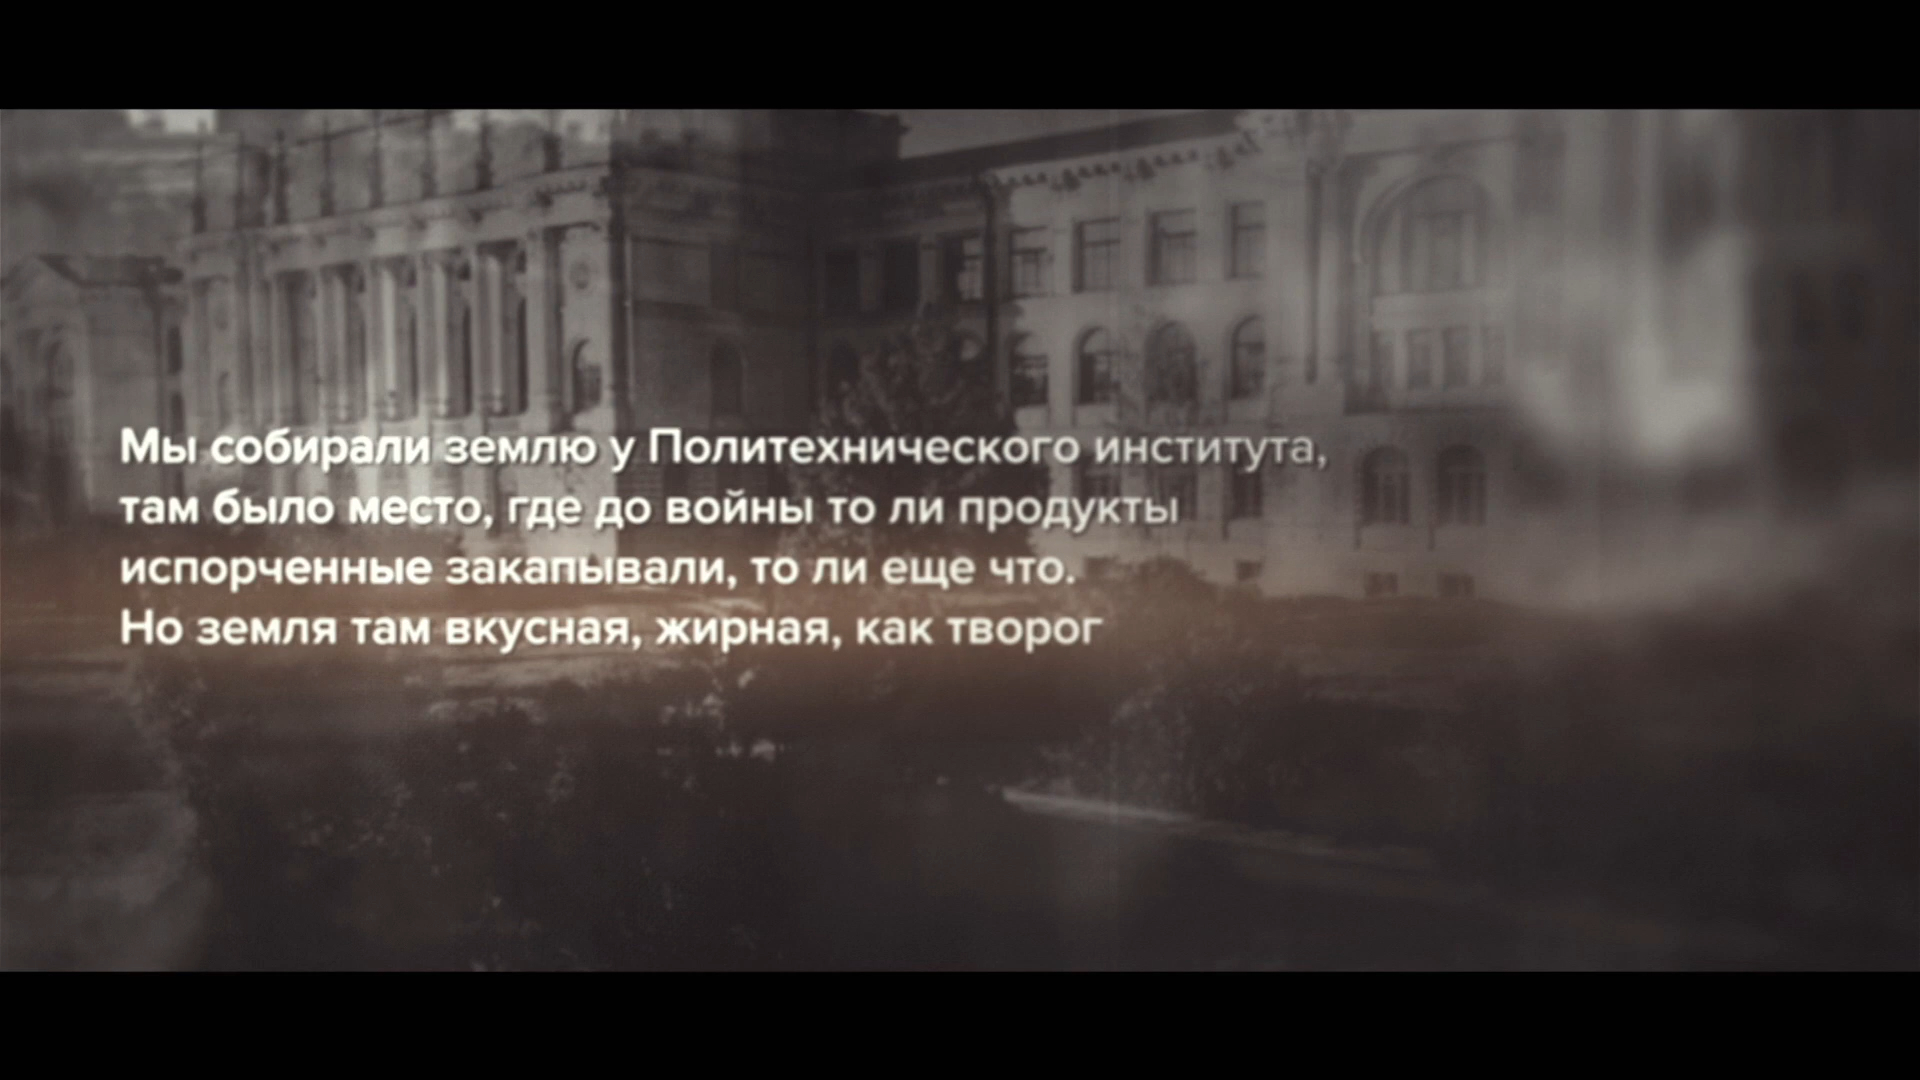 Мы собирали землю у Политехнического института,
там было место, где до войны то ли продукты
испорченные закапывали, то ли еще что.
Но земля там вкусная, жирная, как творог